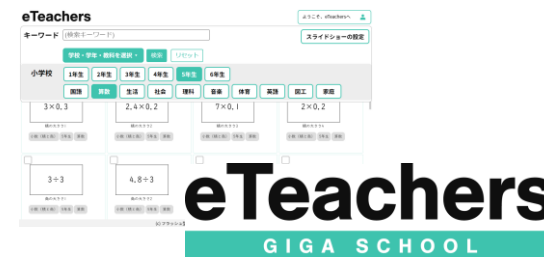 eTeachers
ようこそ、eTeachersへ
キーワード (検索キーワード)
スライドショーの設定
学校・学年・教科を選択 検索 リセット
小学校 1年生 2年生 3年生 4年生 5年生 6年生
国語 算数 生活 社会 理科 音楽 体育 英語 図工 家庭
3×0.3 2.4×0.2 7×0.1 2×0.2
3÷3 4.8÷3
eTeachers
GIGA SCHOOL